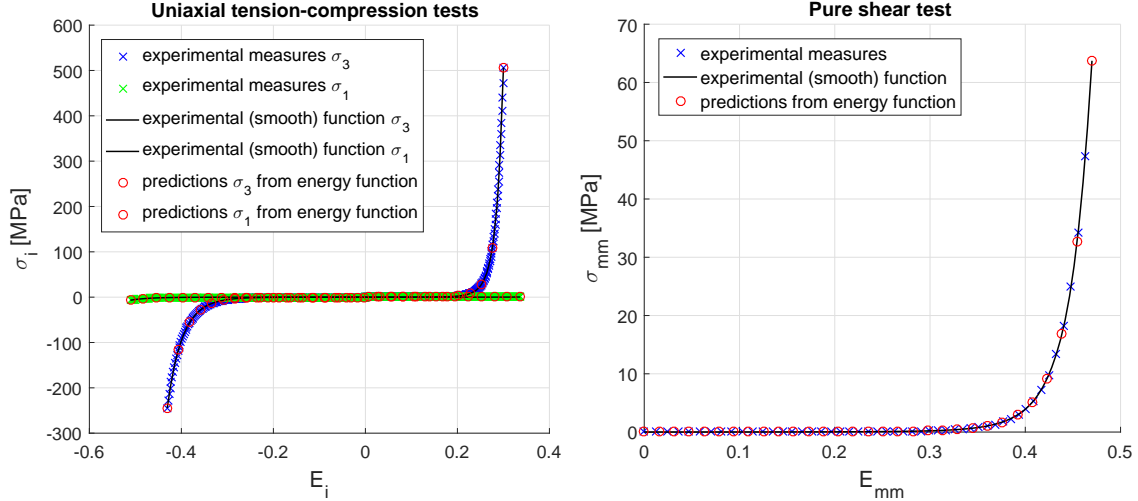 Uniaxial tension-compression tests
600
500
400
300
200
100
0
-100
-200
-300
σi [MPa]
experimental measures σ3
experimental measures σ1
experimental (smooth) function σ3
experimental (smooth) function σ1
predictions σ3 from energy function
predictions σ1 from energy function
-0.6
-0.4
-0.2
0
0.2
0.4
Ei
Pure shear test
70
60
50
40
30
20
10
0
σmm [MPa]
experimental measures
experimental (smooth) function
predictions from energy function
0
0.1
0.2
0.3
0.4
0.5
Emm